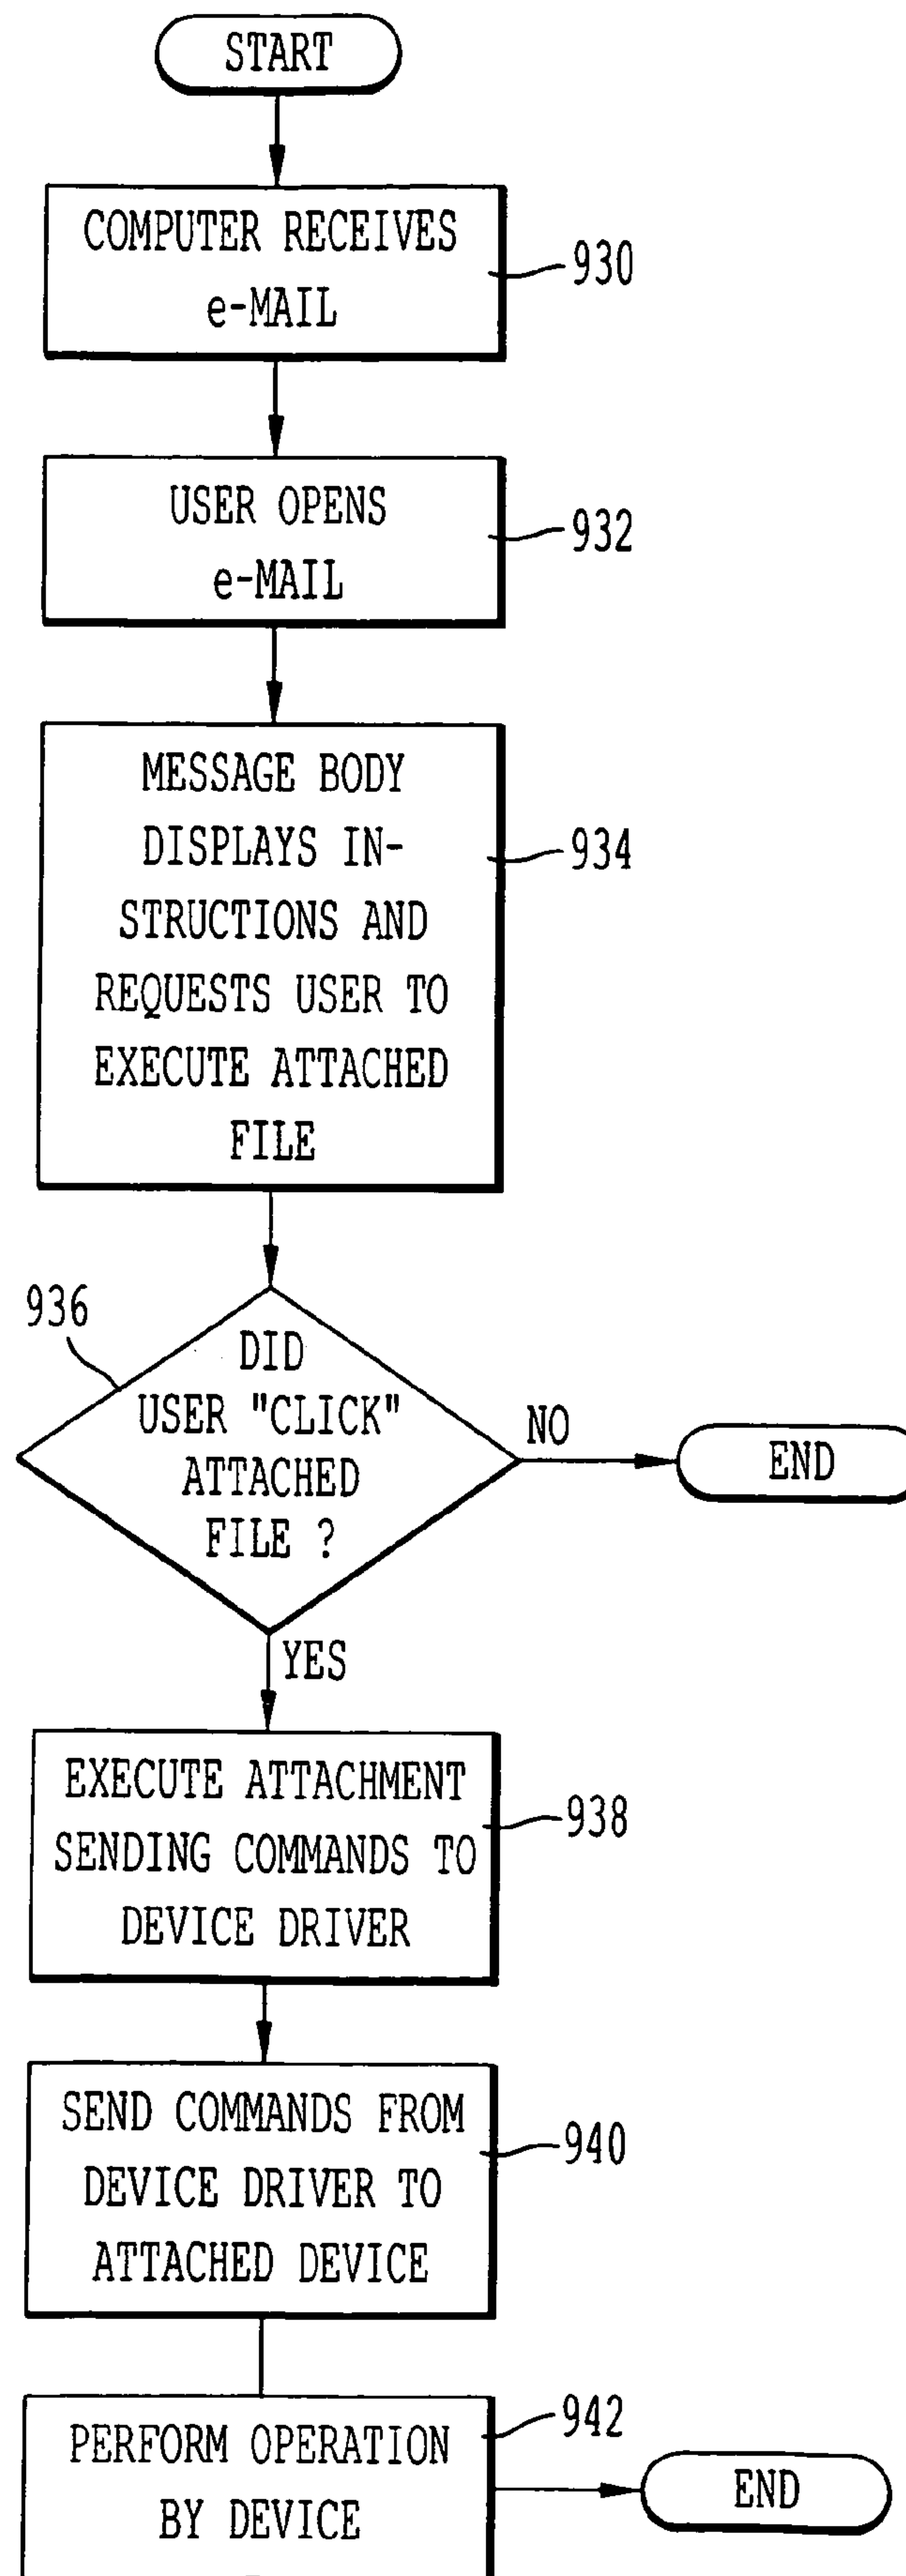 START
COMPUTER RECEIVES
e-MAIL
930
USER OPENS
e-MAIL
932
MESSAGE BODY
DISPLAYS IN-
STRUCTIONS AND
REQUESTS USER TO
EXECUTE ATTACHED
FILE
934
936
DID
USER "CLICK"
ATTACHED
FILE ?
NO
END
YES
EXECUTE ATTACHMENT
SENDING COMMANDS TO
DEVICE DRIVER
938
SEND COMMANDS FROM
DEVICE DRIVER TO
ATTACHED DEVICE
940
PERFORM OPERATION
BY DEVICE
942
END